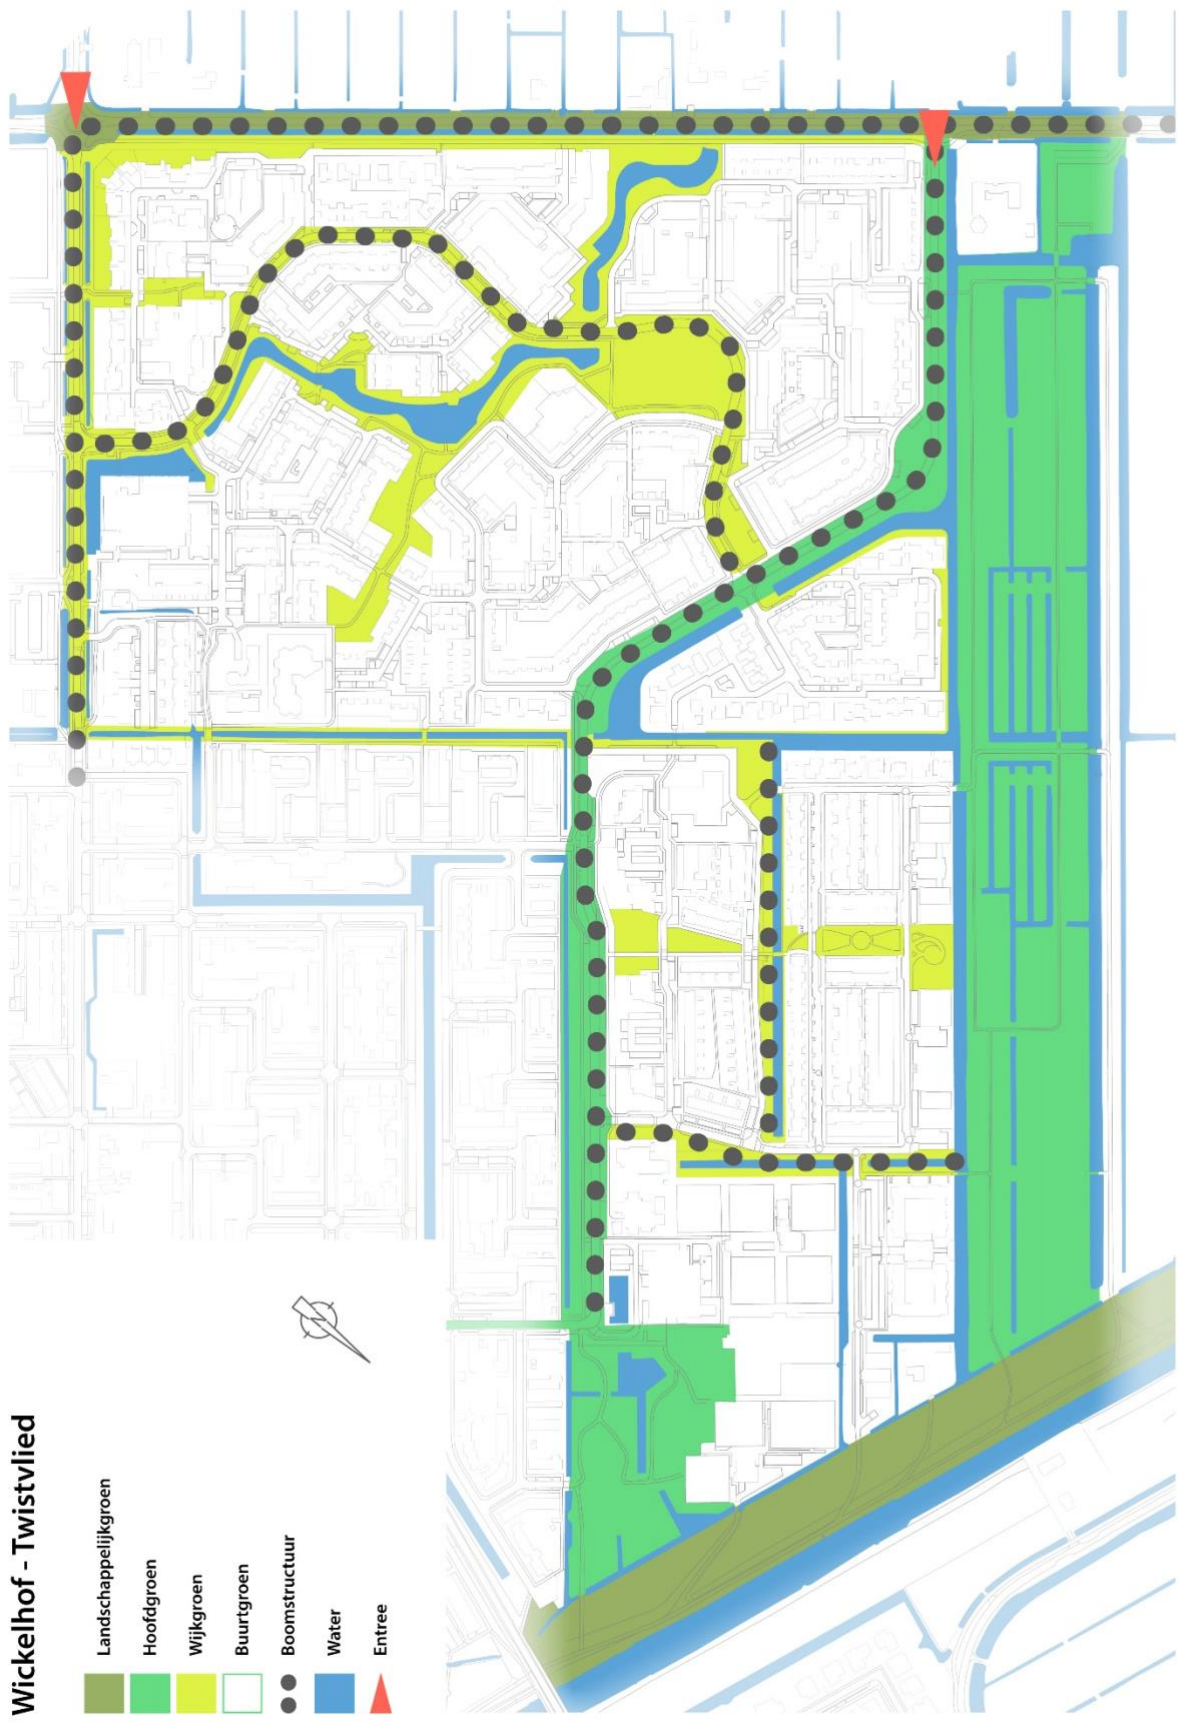 Wickelhof - Twistvlied
Landschappelijkgroen
Hoofdgroen
Wijkgroen
Buurtgroen
Boomstructuur
Water
Entree